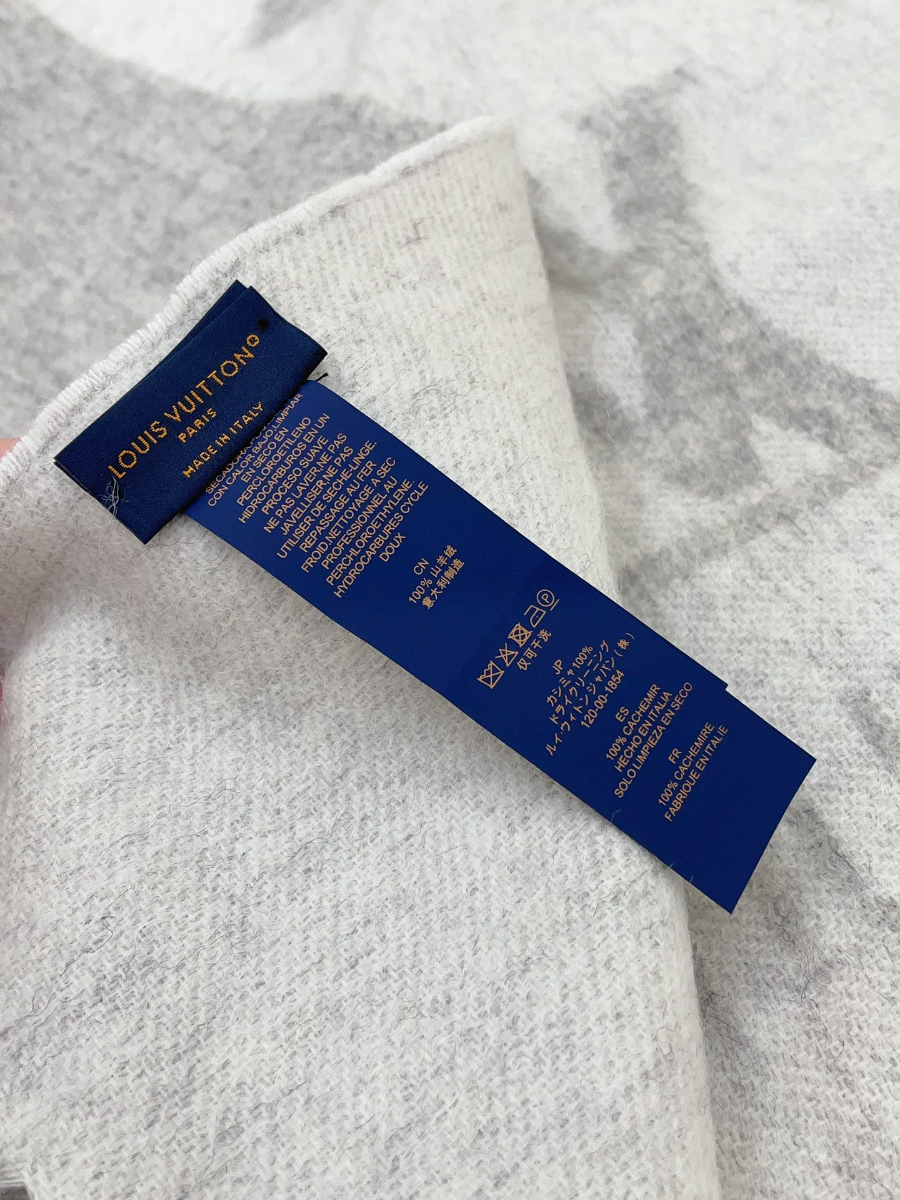 LOUIS VUITTON®
PARIS
MADE IN ITALY
CON CALOR BAJO.LIMPIAR
EN SECO EN
PERCLOROETILENO
HIDROCARBUROS EN UN
PROCESO SUAVE
NE PAS LAVER.NE PAS
JAVELLISER.NE PAS
UTILISER DE SECHE-LINGE.
REPASSAGE AU FER
FROID.NETTOYAGE A SEC
PROFESSIONNEL AU
PERCHLOROETHYLENE.
HYDROCARBURES CYCLE
DOUX
CN
100% 山羊绒
意大利制造
仅可干洗
JP
カシミャ100%
ドライクリーニング
ルイ·ウィトンジャパン(株)
120-00-1854
ES
100% CACHEMIR
HECHO EN ITALIA
SOLO LIMPIEZA EN SECO
FR
100% CACHEMIRE
FABRIQUE EN ITALIE